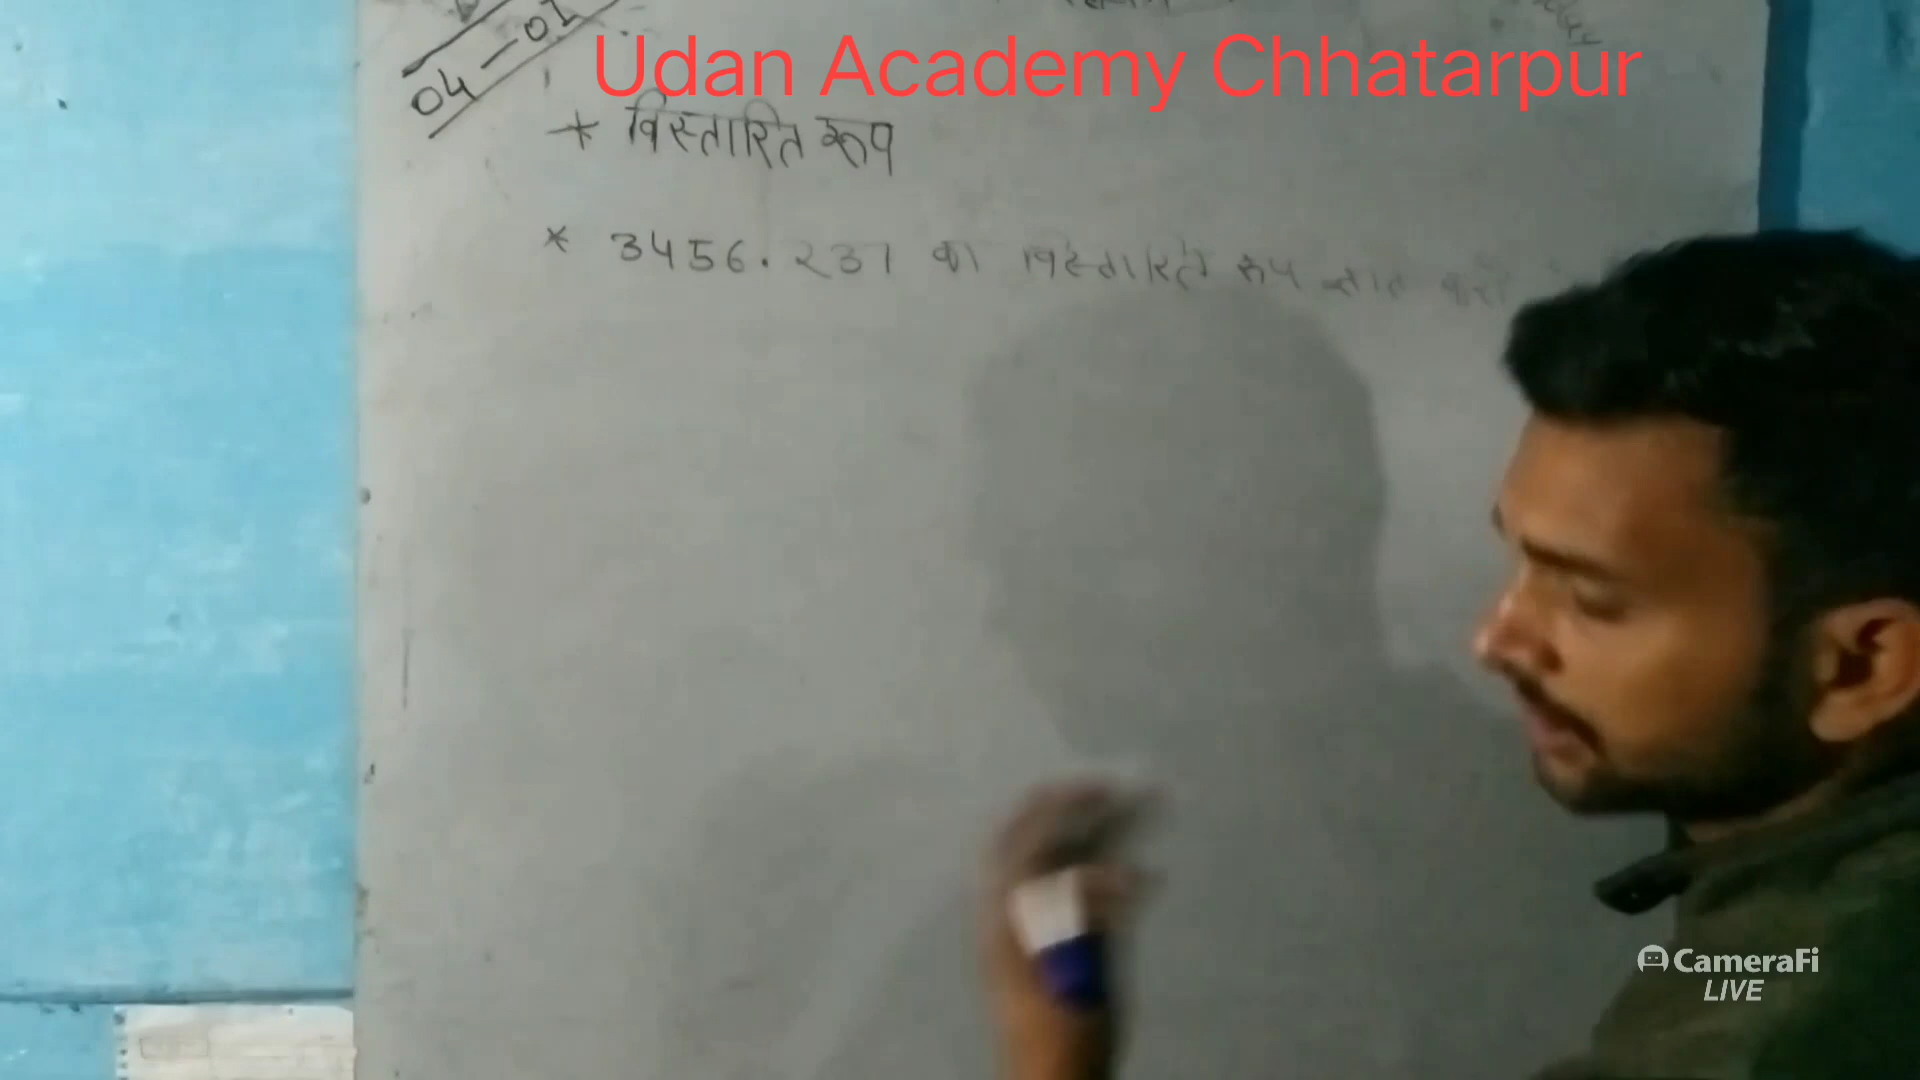 04-01
Udan Academy Chhatarpur
* विस्तारित रूप
* 3456.237 का विस्तारित रूप ज्ञात करो
CameraFi
LIVE